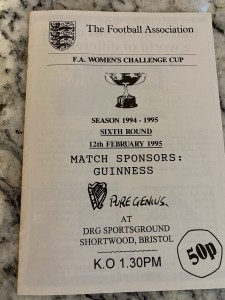 The Football Association
F.A. WOMEN'S CHALLENGE CUP
SEASON 1994 - 1995
SIXTH ROUND
12th FEBRUARY 1995
MATCH SPONSORS:
GUINNESS
PURE GENIUS
AT
DRG SPORTSGROUND
SHORTWOOD, BRISTOL
K.O 1.30PM
50p